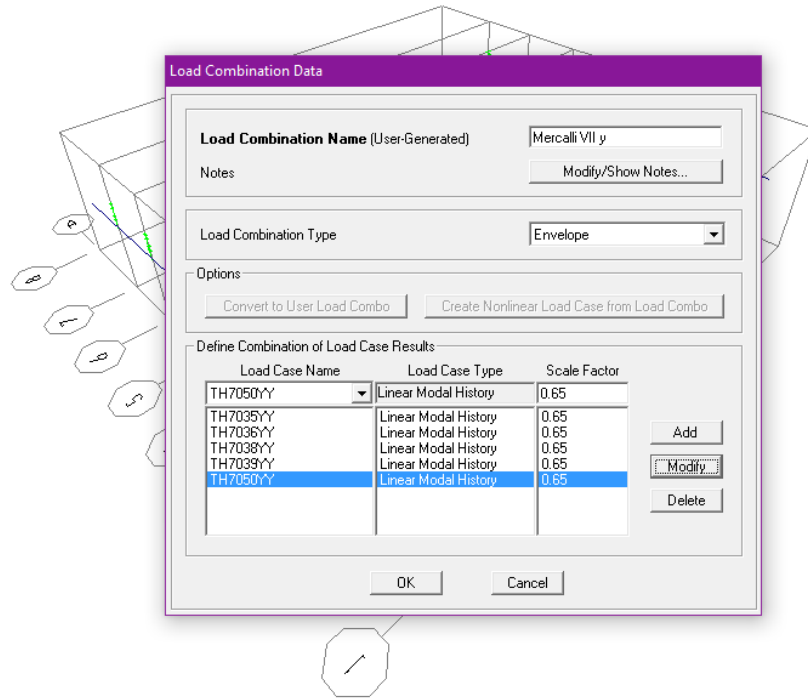 Load Combination Data
Load Combination Name (User-Generated) Mercalli VII y
Notes Modify/Show Notes...
Load Combination Type Envelope
Options
Convert to User Load Combo Create Nonlinear Load Case from Load Combo
Define Combination of Load Case Results
Load Case Name Load Case Type Scale Factor
TH7050YY Linear Modal History 0.65
TH7035YY Linear Modal History 0.65
TH7036YY Linear Modal History 0.65
TH7038YY Linear Modal History 0.65
TH7039YY Linear Modal History 0.65
TH7050YY Linear Modal History 0.65
Add
Modify
Delete
OK Cancel